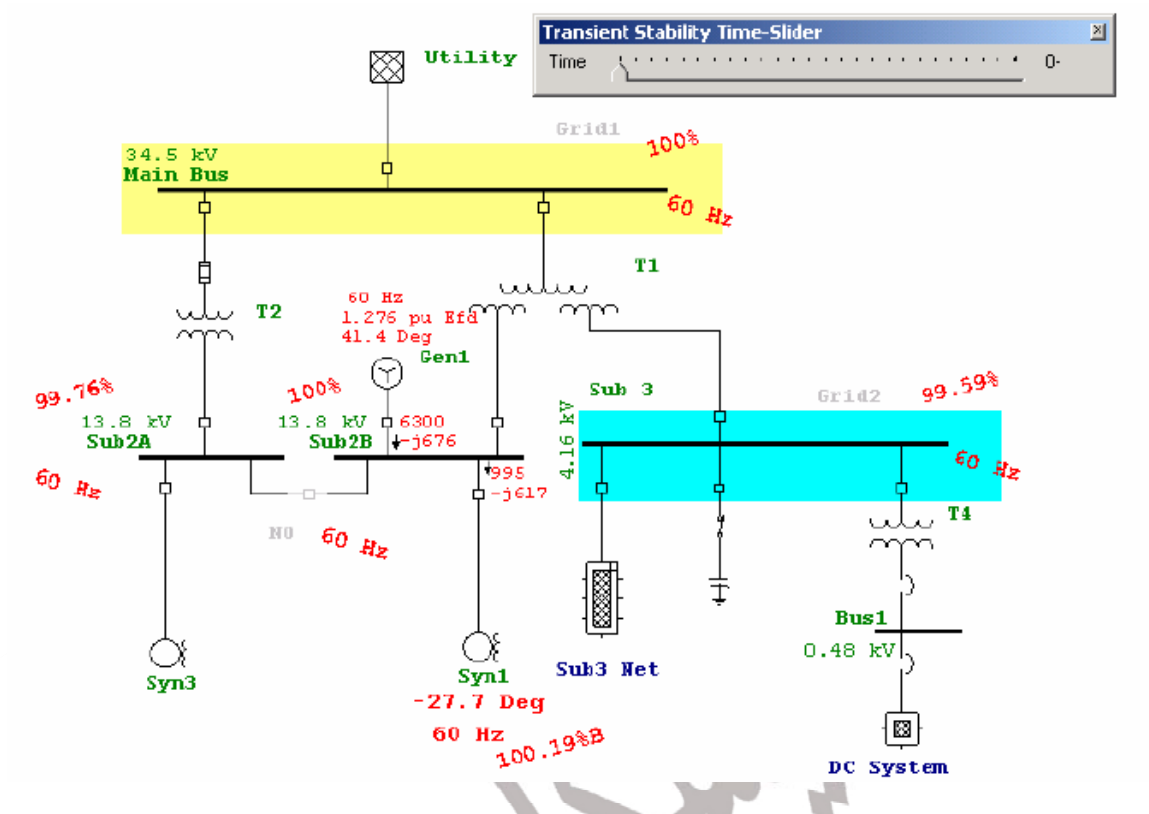 Transient Stability Time-Slider
Time
0-
Utility
Grid1
100%
34.5 kV
Main Bus
60 Hz
T1
T2
60 Hz
1.276 pu Efd
41.4 Deg
Gen1
99.76%
100%
Sub 3
Grid2
99.59%
13.8 kV
Sub2A
13.8 kV
Sub2B
6300
-j676
4.16 kV
60 Hz
60 Hz
995
-j617
N0
60 Hz
T4
Bus1
0.48 kV
Syn3
Syn1
Sub3 Net
-27.7 Deg
60 Hz
100.19%B
DC System